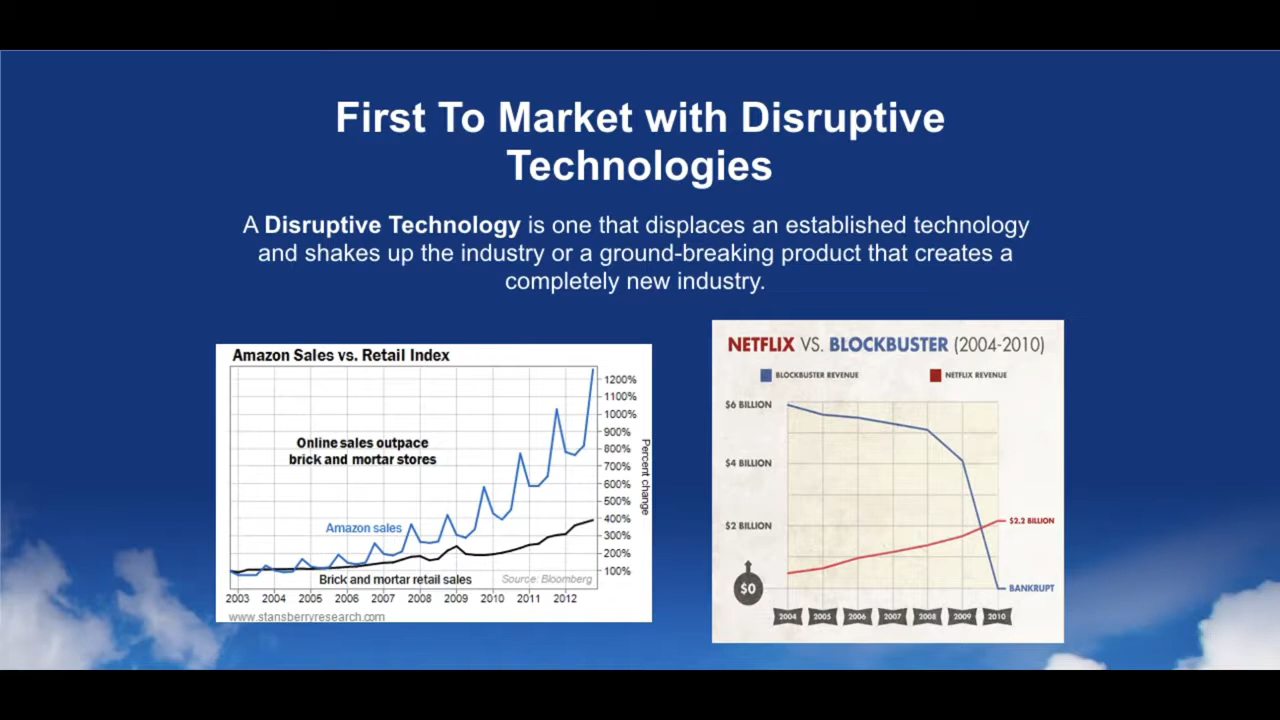 First To Market with Disruptive
Technologies
A Disruptive Technology is one that displaces an established technology
and shakes up the industry or a ground-breaking product that creates a
completely new industry.
Amazon Sales vs. Retail Index
1200%
1100%
1000%
900%
800%
700%
600%
500%
400%
300%
200%
100%
Percent change
Online sales outpace
brick and mortar stores
Amazon sales
Brick and mortar retail sales
Source: Bloomberg
2003 2004 2005 2006 2007 2008 2009 2010 2011 2012
www.stansberryresearch.com
NETFLIX VS. BLOCKBUSTER (2004-2010)
BLOCKBUSTER REVENUE NETFLIX REVENUE
$6 BILLION
$4 BILLION
$2 BILLION
$0
$2.2 BILLION
BANKRUPT
2004 2005 2006 2007 2008 2009 2010